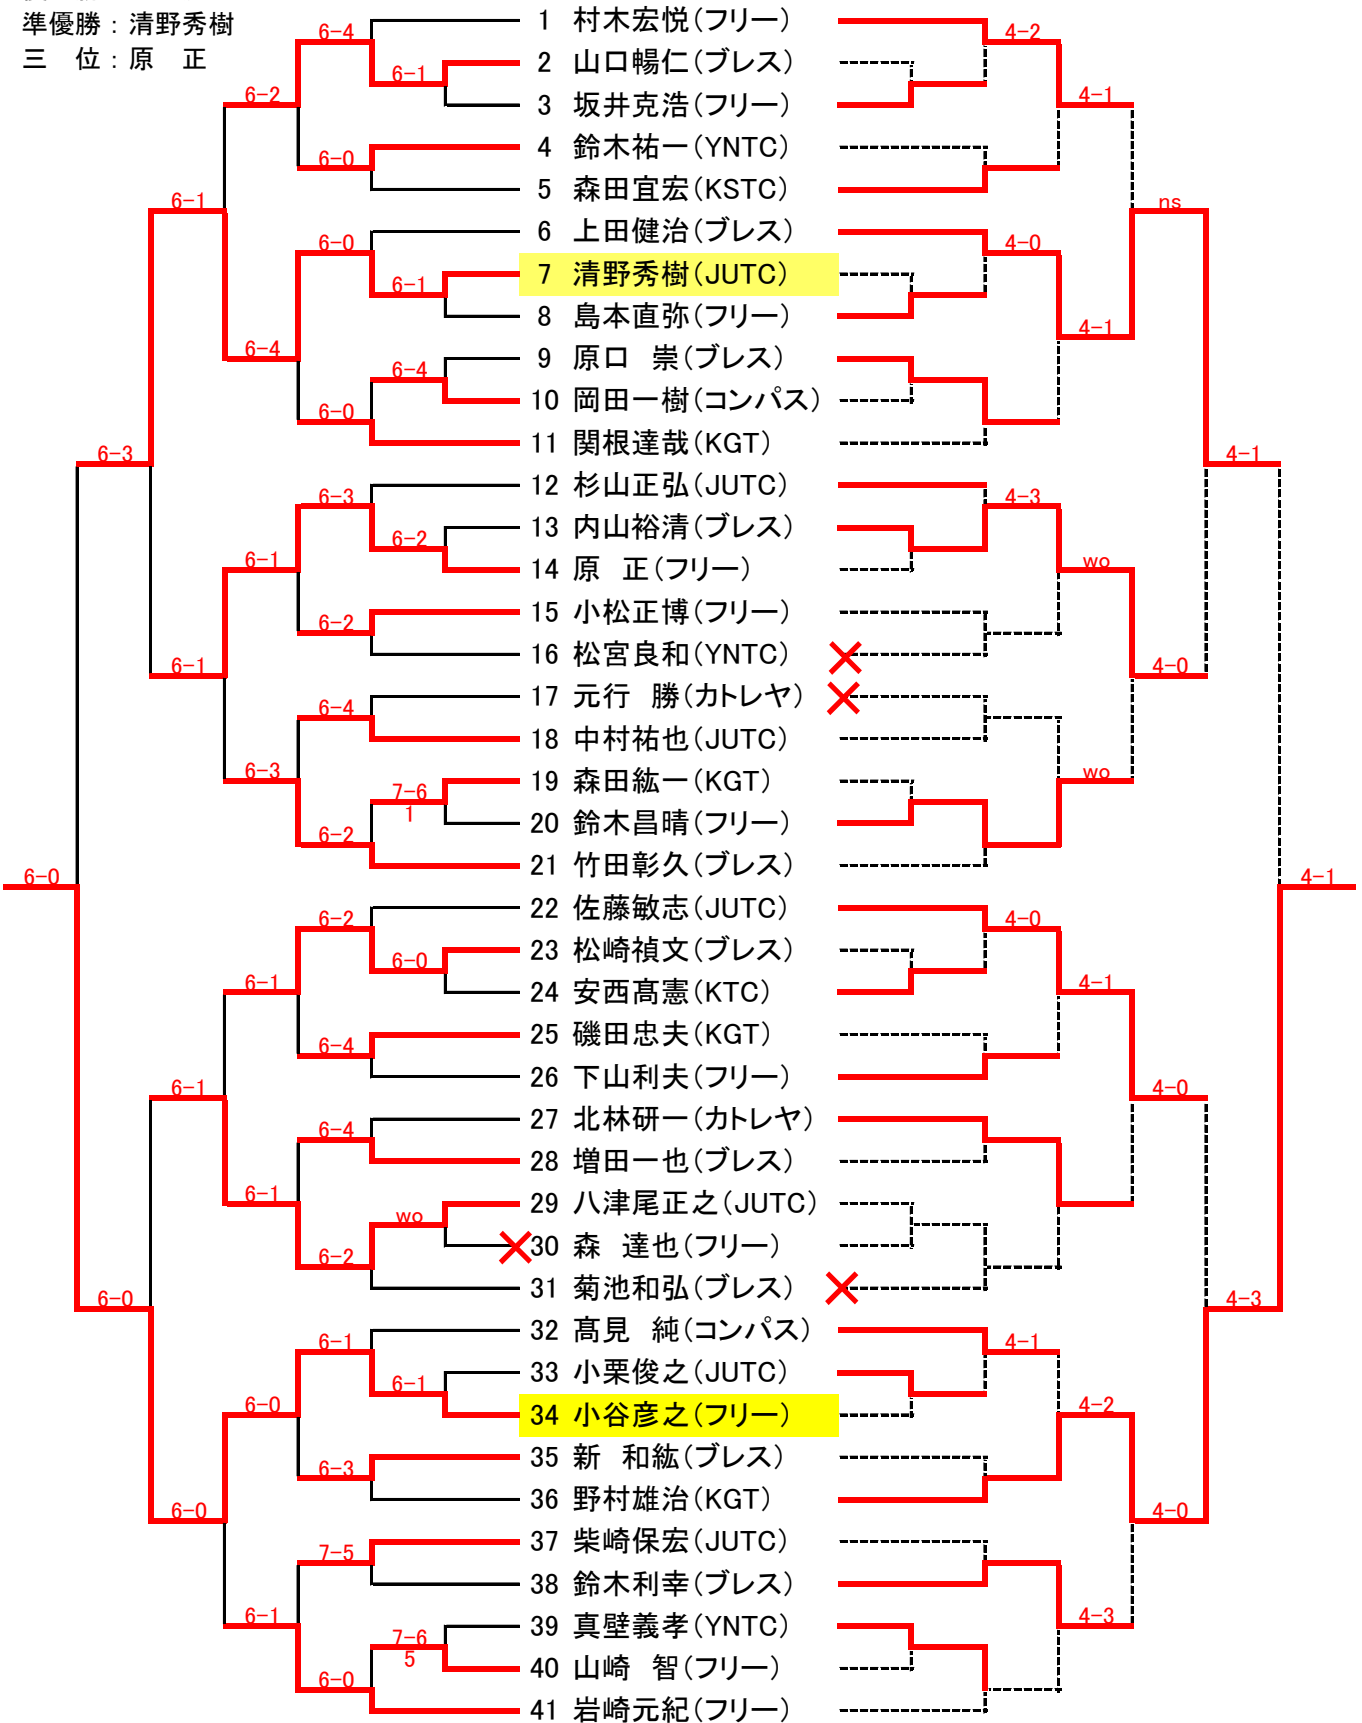 準優勝：清野秀樹
三　位：原　正
1 村木宏悦(フリー)
2 山口暢仁(ブレス)
3 坂井克浩(フリー)
4 鈴木祐一(YNTC)
5 森田宜宏(KSTC)
6 上田健治(ブレス)
7 清野秀樹(JUTC)
8 島本直弥(フリー)
9 原口　崇(ブレス)
10 岡田一樹(コンパス)
11 関根達哉(KGT)
12 杉山正弘(JUTC)
13 内山裕清(ブレス)
14 原　正(フリー)
15 小松正博(フリー)
16 松宮良和(YNTC)
17 元行　勝(カトレヤ)
18 中村祐也(JUTC)
19 森田紘一(KGT)
20 鈴木昌晴(フリー)
21 竹田彰久(ブレス)
22 佐藤敏志(JUTC)
23 松崎禎文(ブレス)
24 安西髙憲(KTC)
25 磯田忠夫(KGT)
26 下山利夫(フリー)
27 北林研一(カトレヤ)
28 増田一也(ブレス)
29 八津尾正之(JUTC)
30 森　達也(フリー)
31 菊池和弘(ブレス)
32 髙見　純(コンパス)
33 小栗俊之(JUTC)
34 小谷彦之(フリー)
35 新　和紘(ブレス)
36 野村雄治(KGT)
37 柴崎保宏(JUTC)
38 鈴木利幸(ブレス)
39 真壁義孝(YNTC)
40 山崎　智(フリー)
41 岩崎元紀(フリー)
6-1
6-1
6-4
6-2
7-6
1
6-0
wo
6-1
7-6
5
6-4
6-0
6-0
6-0
6-3
6-2
6-4
6-2
6-2
6-4
6-4
6-2
6-1
6-3
7-5
6-0
6-2
6-4
6-1
6-3
6-1
6-1
6-0
6-1
6-1
6-1
6-1
6-0
6-3
6-0
6-0
4-2
4-0
4-3
4-0
4-1
4-1
4-1
wo
wo
4-1
4-2
4-3
ns
4-0
4-0
4-0
4-1
4-3
4-1